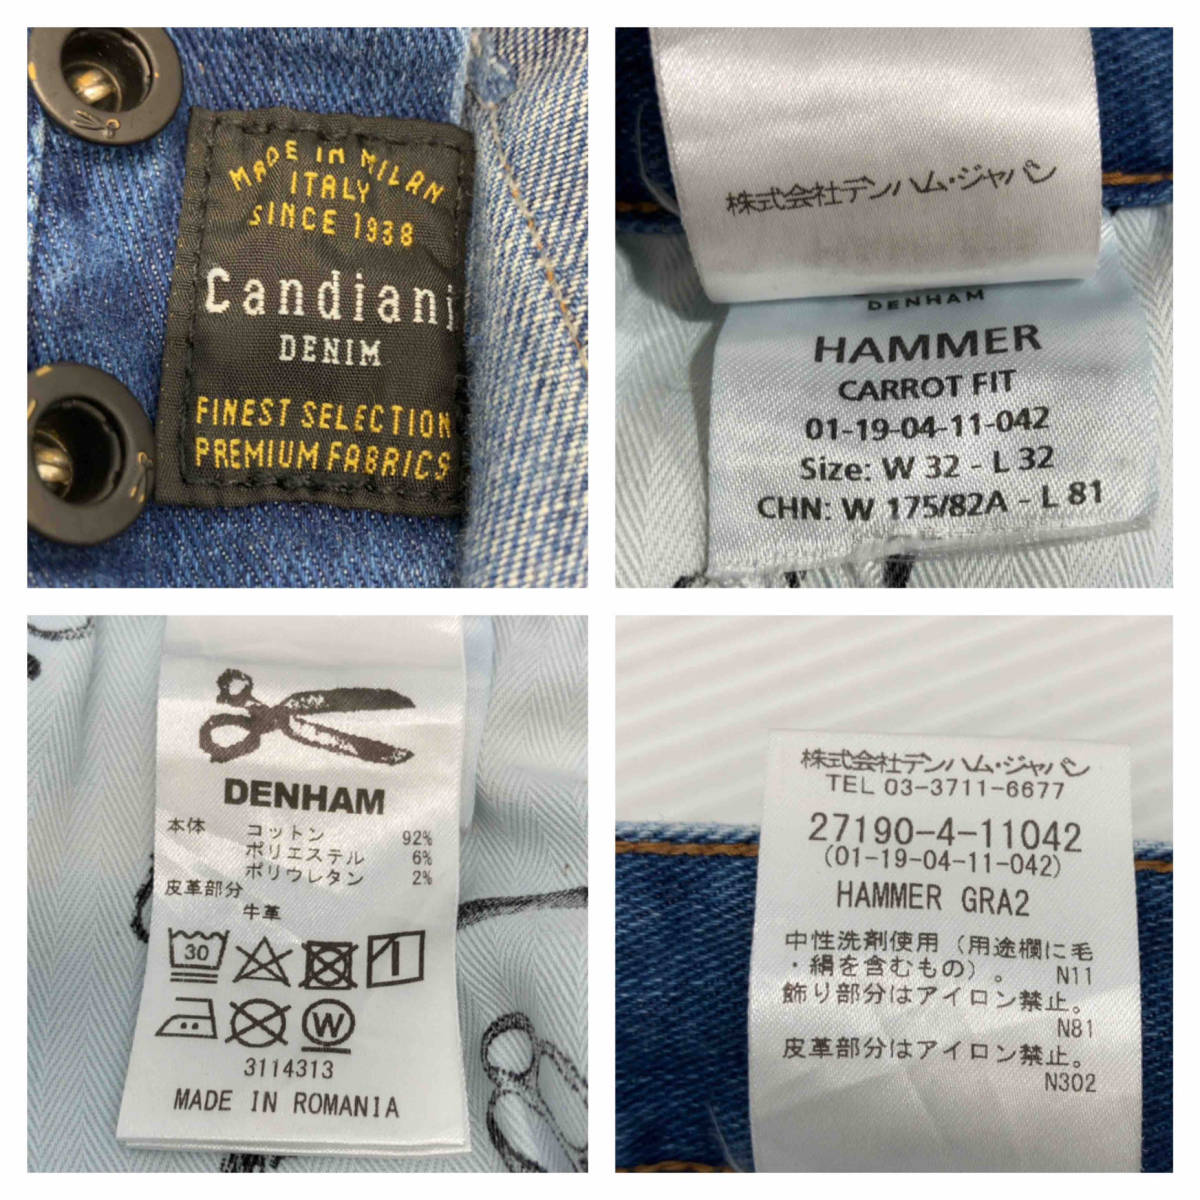 MADE IN MILAN
ITALY
SINCE 1938
Candiani
DENIM
FINEST SELECTION
PREMIUM FABRICS
株式会社デンハム・ジャパン
DENHAM
HAMMER
CARROT FIT
01-19-04-11-042
Size: W 32 - L 32
CHN: W 175/82A - L 81
DENHAM
本体 コットン 92%
ポリエステル 6%
ポリウレタン 2%
皮革部分
牛革
30
W
3114313
MADE IN ROMANIA
株式会社デンハム・ジャパン
TEL 03-3711-6677
27190-4-11042
(01-19-04-11-042)
HAMMER GRA2
中性洗剤使用(用途欄に毛
・絹を含むもの)。 N11
飾り部分はアイロン禁止。
N81
皮革部分はアイロン禁止。
N302